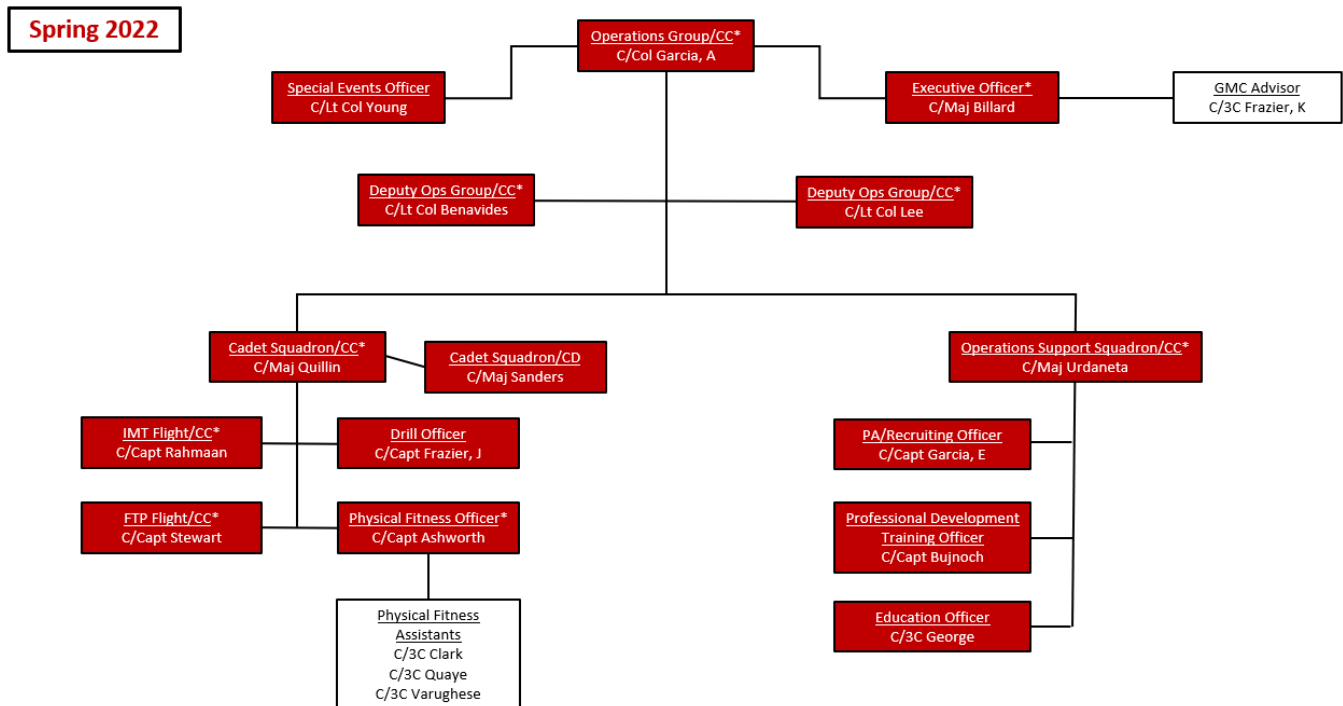 Spring 2022
Operations Group/CC*
C/Col Garcia, A
Special Events Officer
C/Lt Col Young
Executive Officer*
C/Maj Billard
GMC Advisor
C/3C Frazier, K
Deputy Ops Group/CC*
C/Lt Col Benavides
Deputy Ops Group/CC*
C/Lt Col Lee
Cadet Squadron/CC*
C/Maj Quillin
Cadet Squadron/CD
C/Maj Sanders
Operations Support Squadron/CC*
C/Maj Urdaneta
IMT Flight/CC*
C/Capt Rahmaan
Drill Officer
C/Capt Frazier, J
PA/Recruiting Officer
C/Capt Garcia, E
FTP Flight/CC*
C/Capt Stewart
Physical Fitness Officer*
C/Capt Ashworth
Professional Development
Training Officer
C/Capt Bujnoch
Physical Fitness
Assistants
C/3C Clark
C/3C Quaye
C/3C Varughese
Education Officer
C/3C George